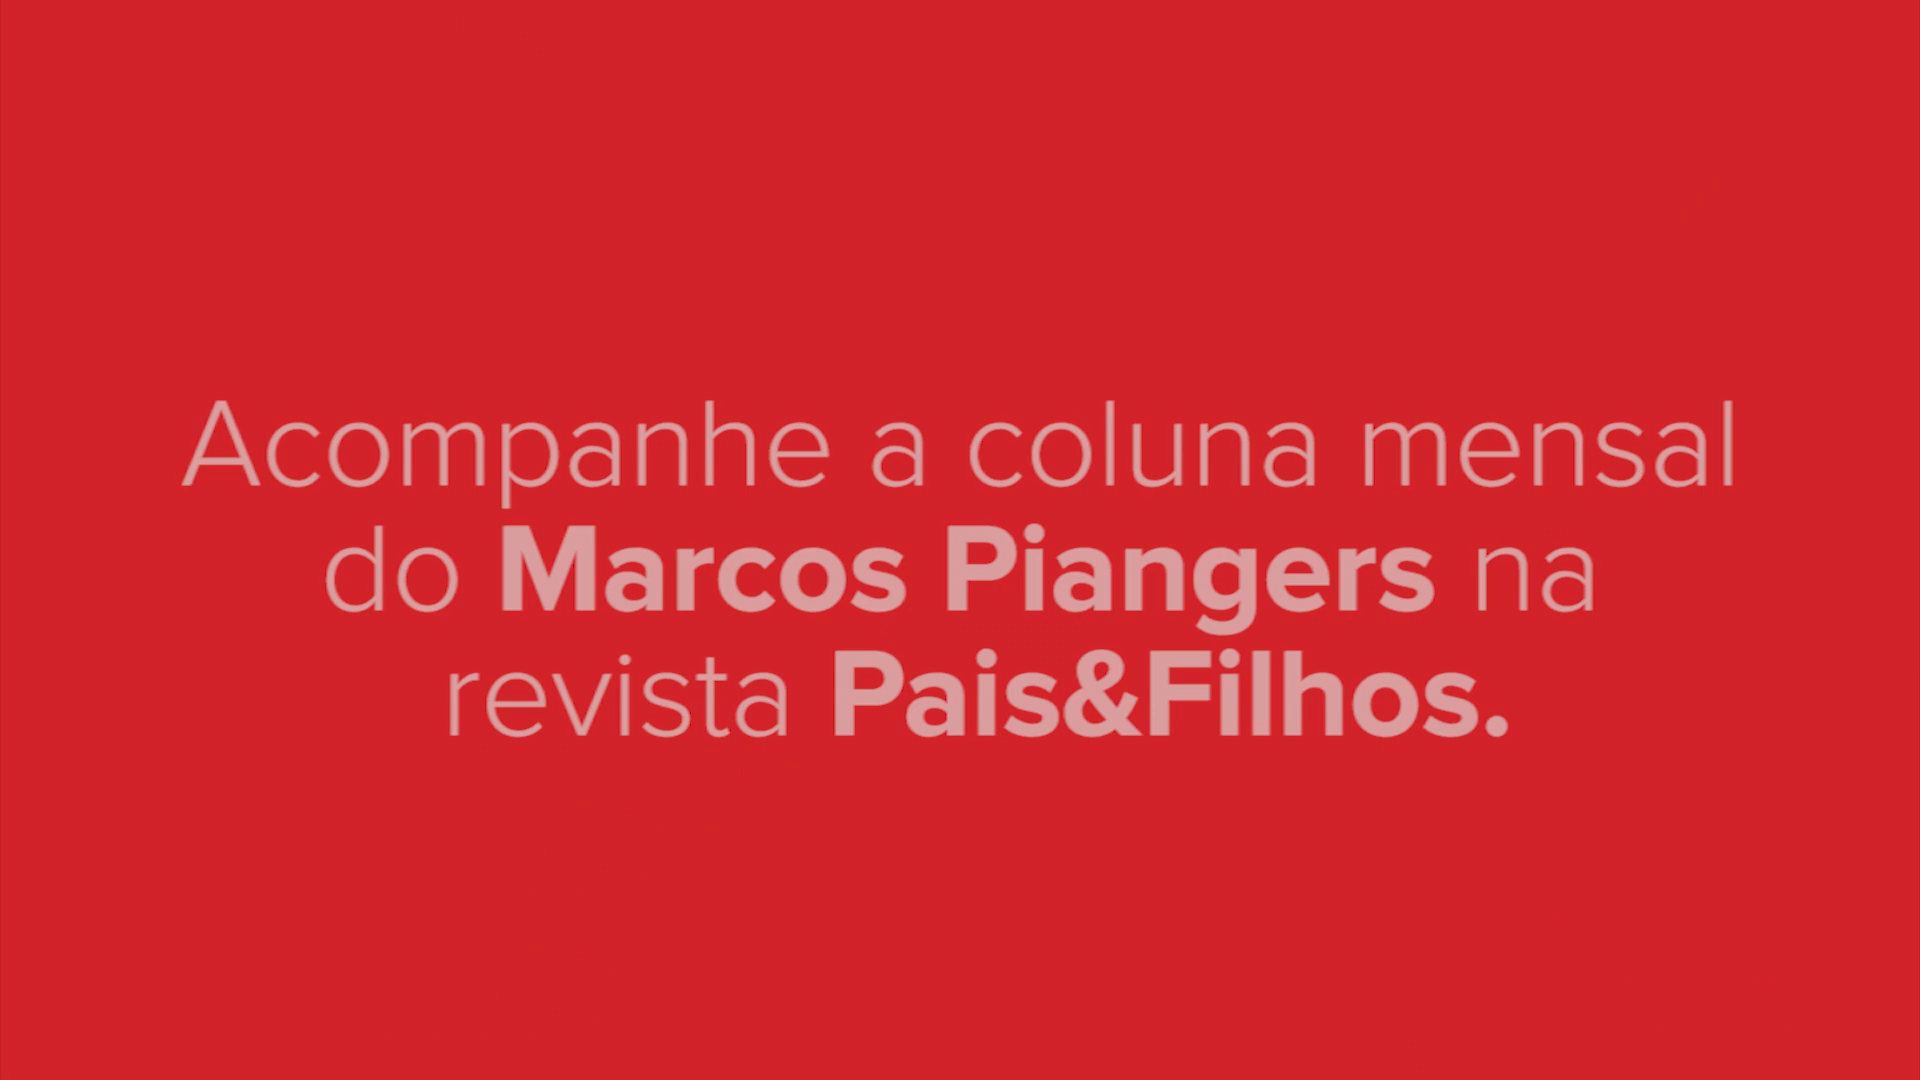 Acompanhe a coluna mensal
do Marcos Piangers na
revista Pais&Filhos.